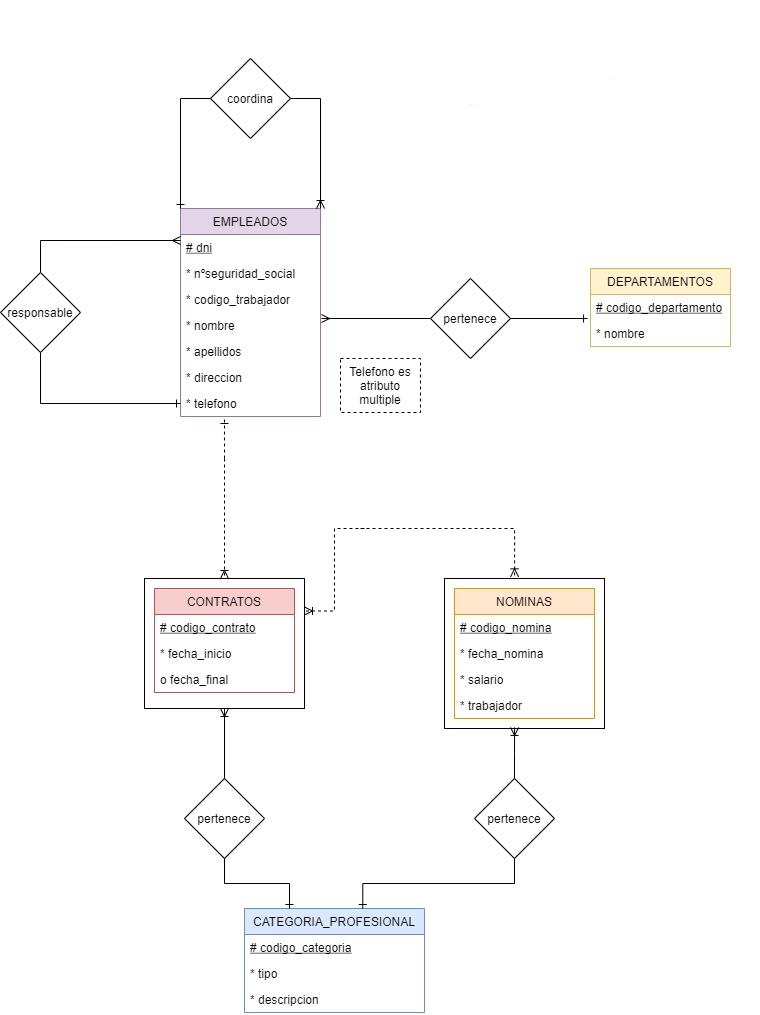 coordina
EMPLEADOS
# dni
* nºseguridad_social
* codigo_trabajador
* nombre
* apellidos
* direccion
* telefono
responsable
pertenece
DEPARTAMENTOS
# codigo_departamento
* nombre
Telefono es
atributo
multiple
CONTRATOS
# codigo_contrato
* fecha_inicio
o fecha_final
NOMINAS
# codigo_nomina
* fecha_nomina
* salario
* trabajador
pertenece
pertenece
CATEGORIA_PROFESIONAL
# codigo_categoria
* tipo
* descripcion